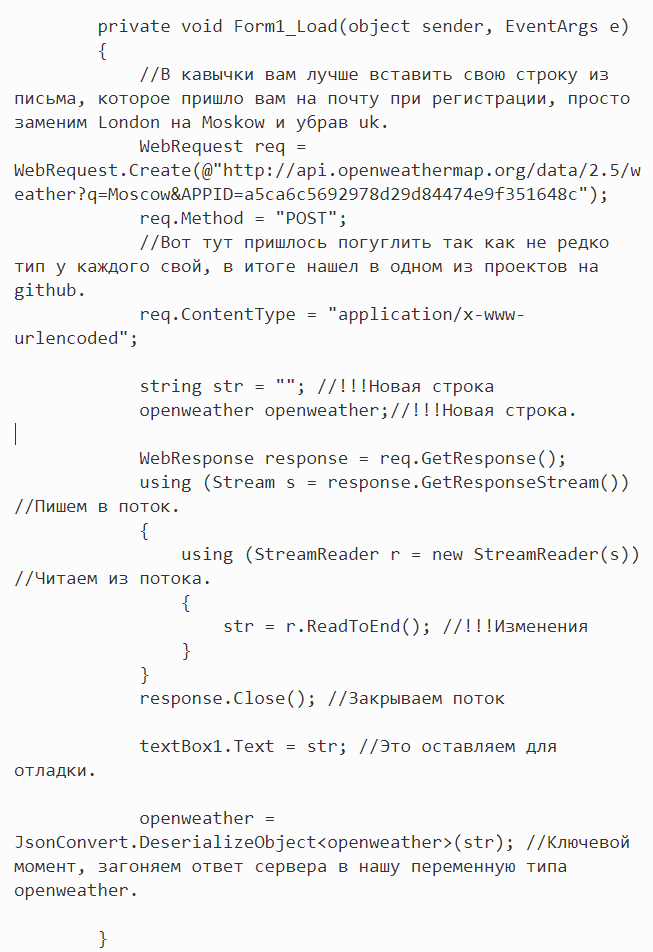 private void Form1_Load(object sender, EventArgs e)
{
//В кавычки вам лучше вставить свою строку из
письма, которое пришло вам на почту при регистрации, просто
заменим London на Moskow и убрав uk.
WebRequest req =
WebRequest.Create(@"http://api.openweathermap.org/data/2.5/w
eather?q=Moscow&APPID=a5ca6c5692978d29d84474e9f351648c");
req.Method = "POST";
//Вот тут пришлось погуглить так как не редко
тип у каждого свой, в итоге нашел в одном из проектов на
github.
req.ContentType = "application/x-www-
urlencoded";
string str = ""; //!!!Новая строка
openweather openweather;//!!!Новая строка.
WebResponse response = req.GetResponse();
using (Stream s = response.GetResponseStream())
//Пишем в поток.
{
using (StreamReader r = new StreamReader(s))
//Читаем из потока.
{
str = r.ReadToEnd(); //!!!Изменения
}
}
response.Close(); //Закрываем поток
textBox1.Text = str; //Это оставляем для
отладки.
openweather =
JsonConvert.DeserializeObject<openweather>(str); //Ключевой
момент, загоняем ответ сервера в нашу переменную типа
openweather.
}